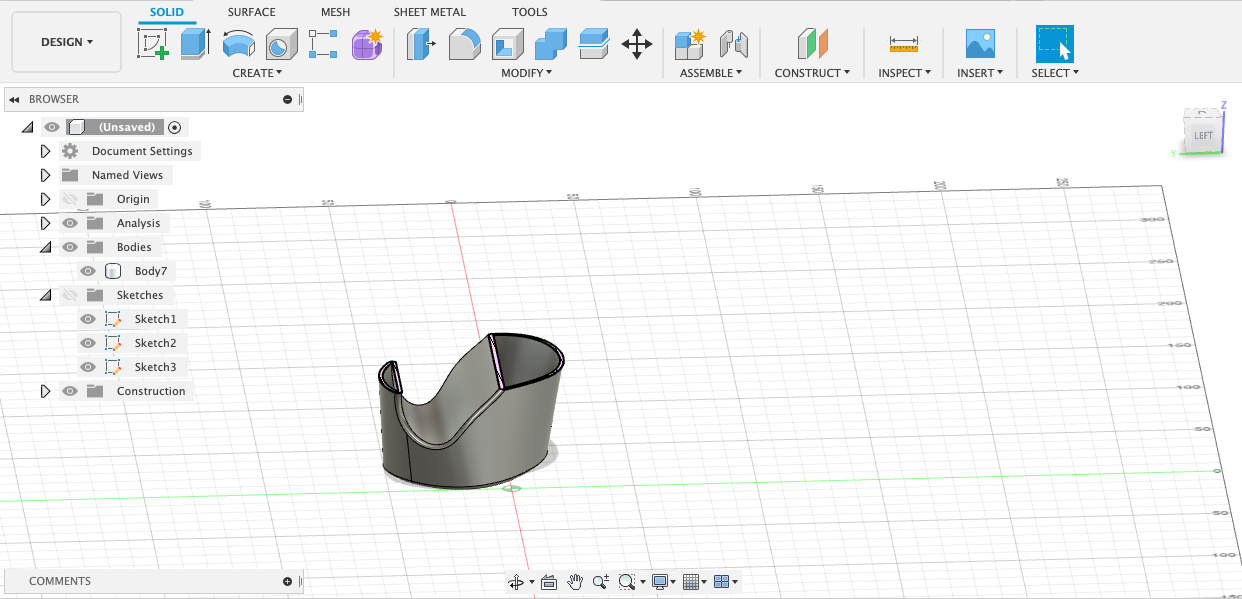 SOLID SURFACE MESH SHEET METAL TOOLS
DESIGN
CREATE MODIFY ASSEMBLE CONSTRUCT INSPECT INSERT SELECT
BROWSER
(Unsaved)
Document Settings
Named Views
Origin
Analysis
Bodies
Body7
Sketches
Sketch1
Sketch2
Sketch3
Construction
Z
LEFT
Y
300
250
200
150
100
50
0
50
100
COMMENTS